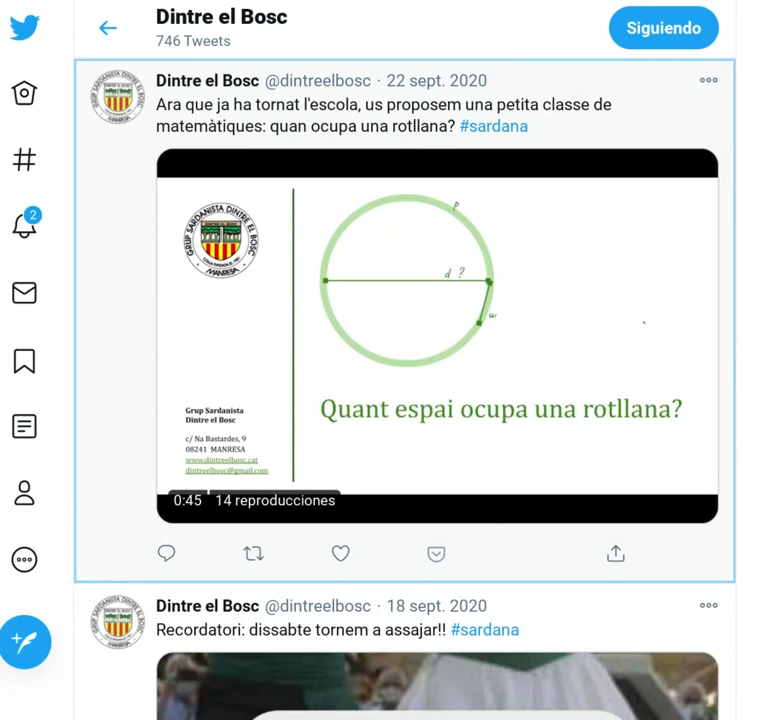 Dintre el Bosc
746 Tweets
Siguiendo
2
Dintre el Bosc @dintreelbosc · 22 sept. 2020
Ara que ja ha tornat l'escola, us proposem una petita classe de
matemàtiques: quan ocupa una rotllana? #sardana
GRUP SARDANISTA DINTRE EL BOSC
MANRESA
p
d ?
w
Quant espai ocupa una rotllana?
Grup Sardanista
Dintre el Bosc
c/ Na Bastardes, 9
08241 MANRESA
www.dintreelbosc.cat
dintreelbosc@gmail.com
0:45 14 reproducciones
Dintre el Bosc @dintreelbosc · 18 sept. 2020
Recordatori: dissabte tornem a assajar!! #sardana